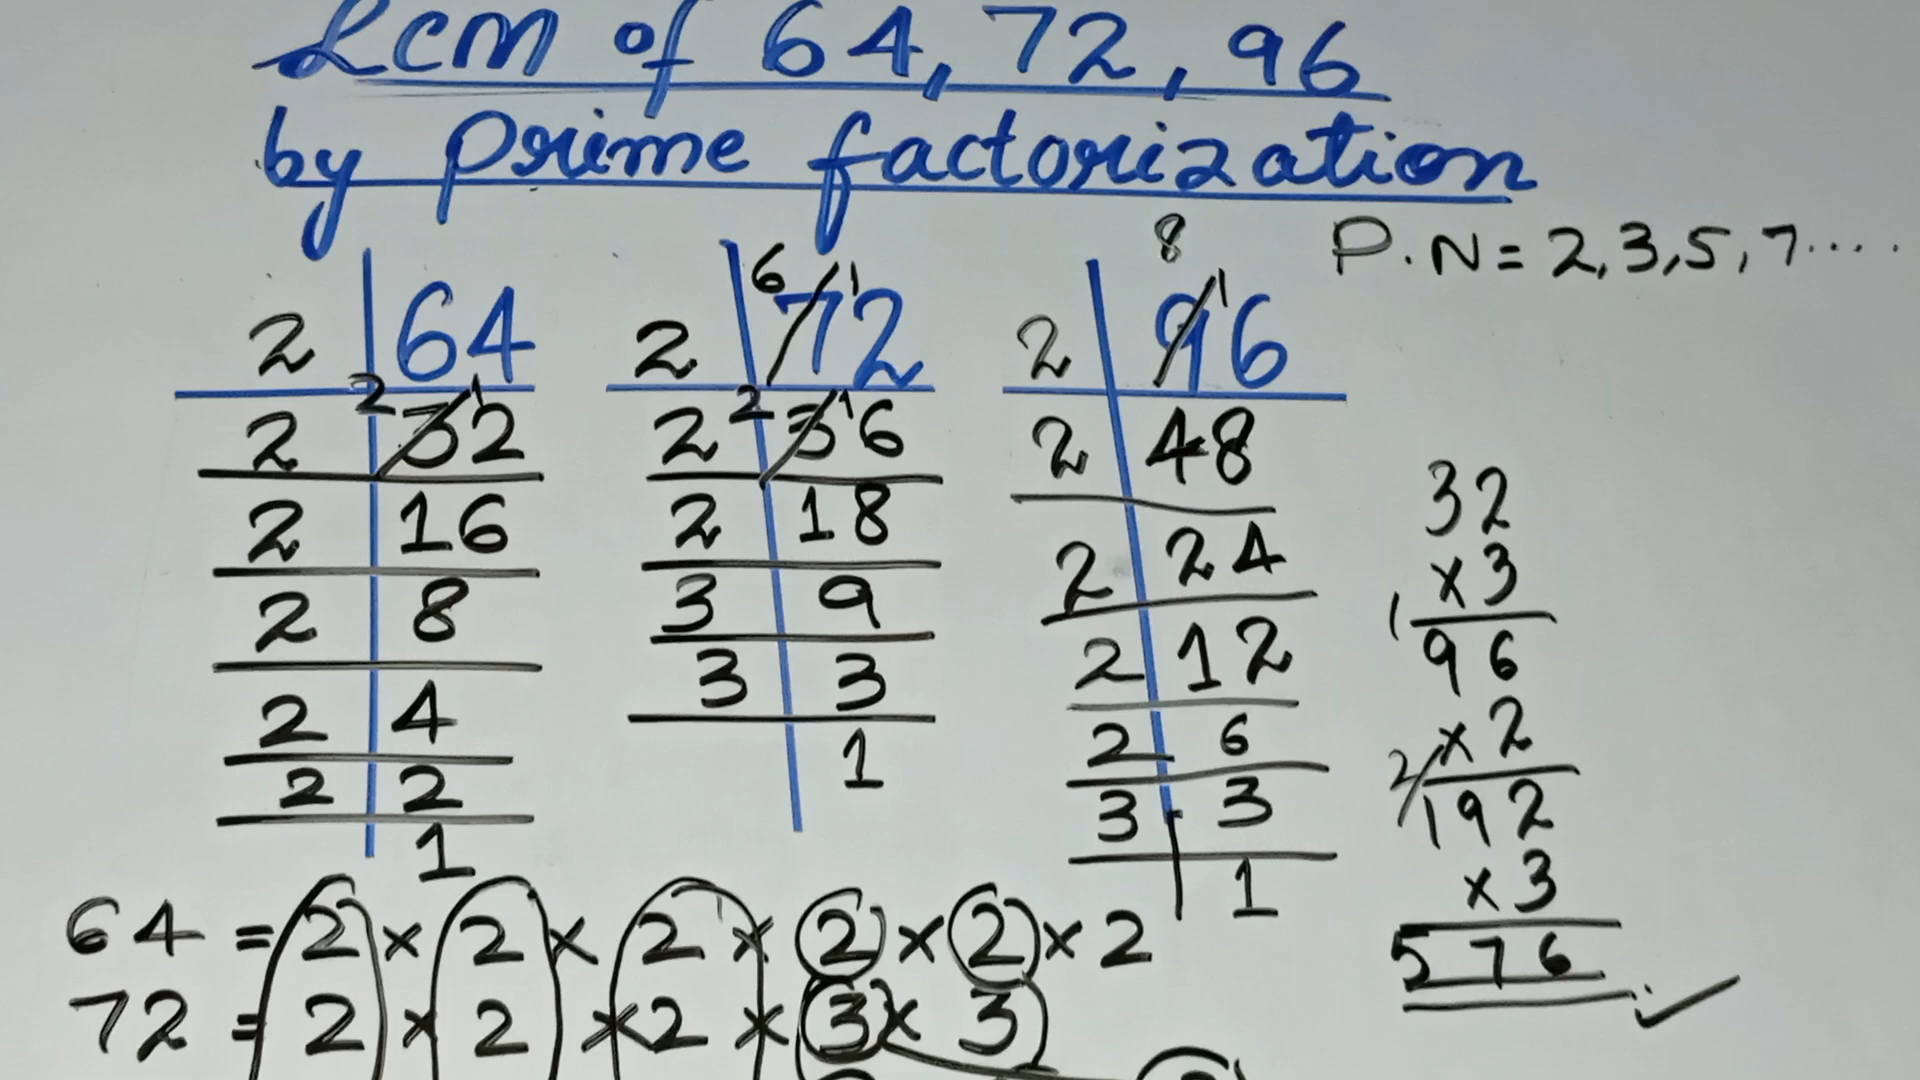 LCM of 64, 72, 96
by prime factorization
P.N = 2, 3, 5, 7....
2 | 64
2 | 32
2 | 16
2 | 8
2 | 4
2 | 2
1
2 | 72
2 | 36
2 | 18
3 | 9
3 | 3
1
2 | 96
2 | 48
2 | 24
2 | 12
2 | 6
3 | 3
1
32
×3
96
×2
192
×3
576
64 = 2 × 2 × 2 × 2 × 2 × 2
72 = 2 × 2 × 2 × 3 × 3